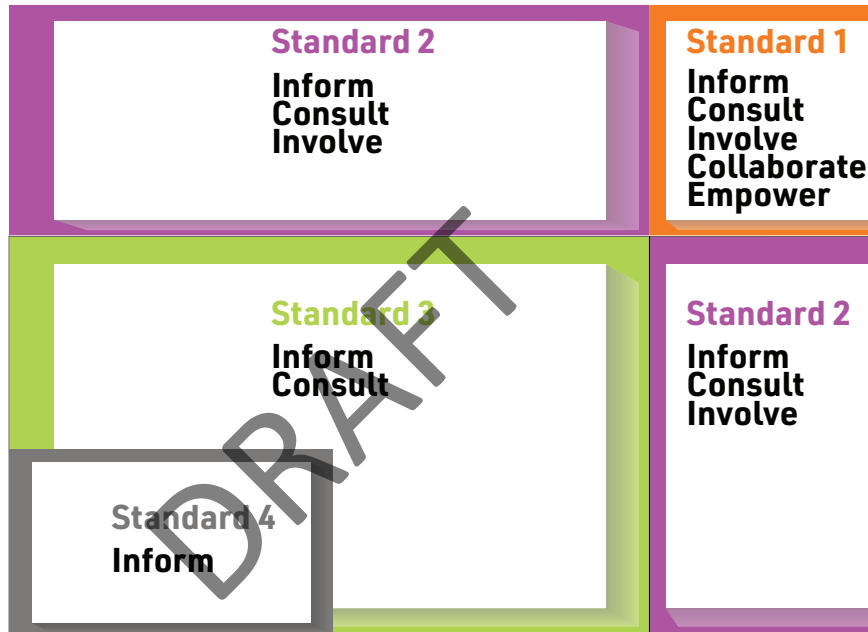 Standard 2
Inform
Consult
Involve
Standard 1
Inform
Consult
Involve
Collaborate
Empower
Standard 3
Inform
Consult
Standard 2
Inform
Consult
Involve
Standard 4
Inform
DRAFT